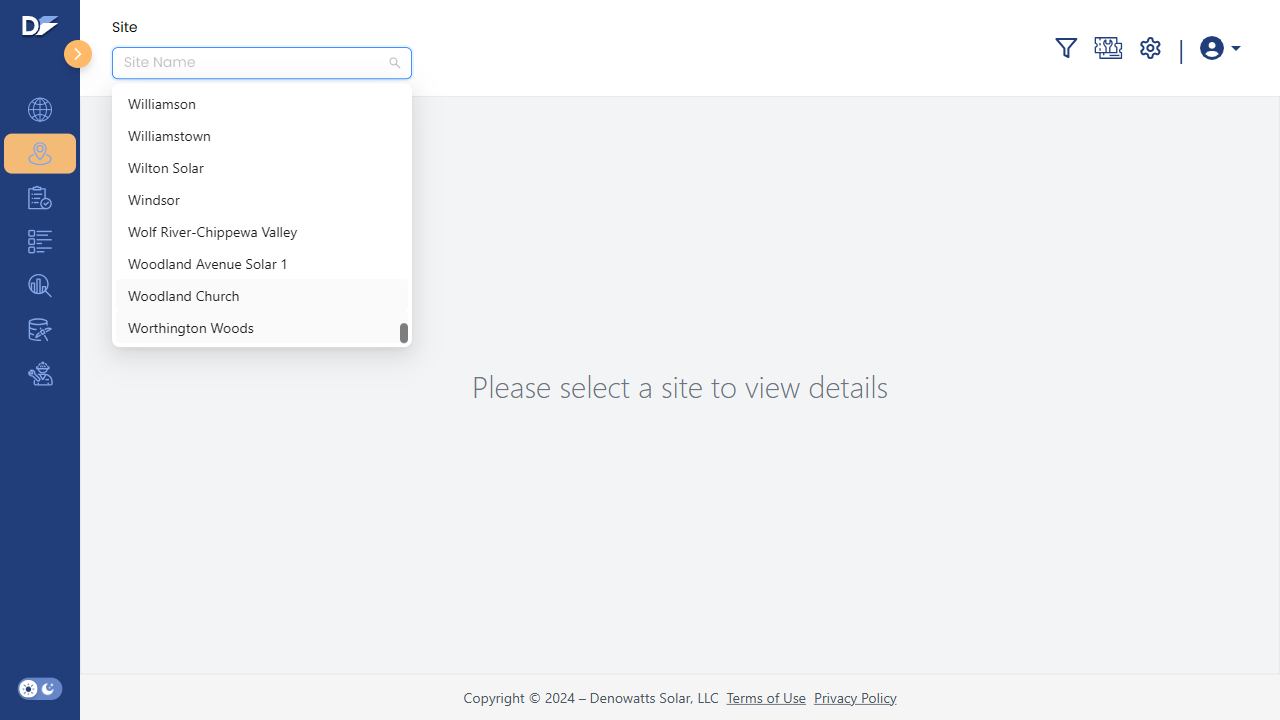 Site
Site Name
Williamson
Williamstown
Wilton Solar
Windsor
Wolf River-Chippewa Valley
Woodland Avenue Solar 1
Woodland Church
Worthington Woods
Please select a site to view details
Copyright © 2024 – Denowatts Solar, LLC Terms of Use Privacy Policy